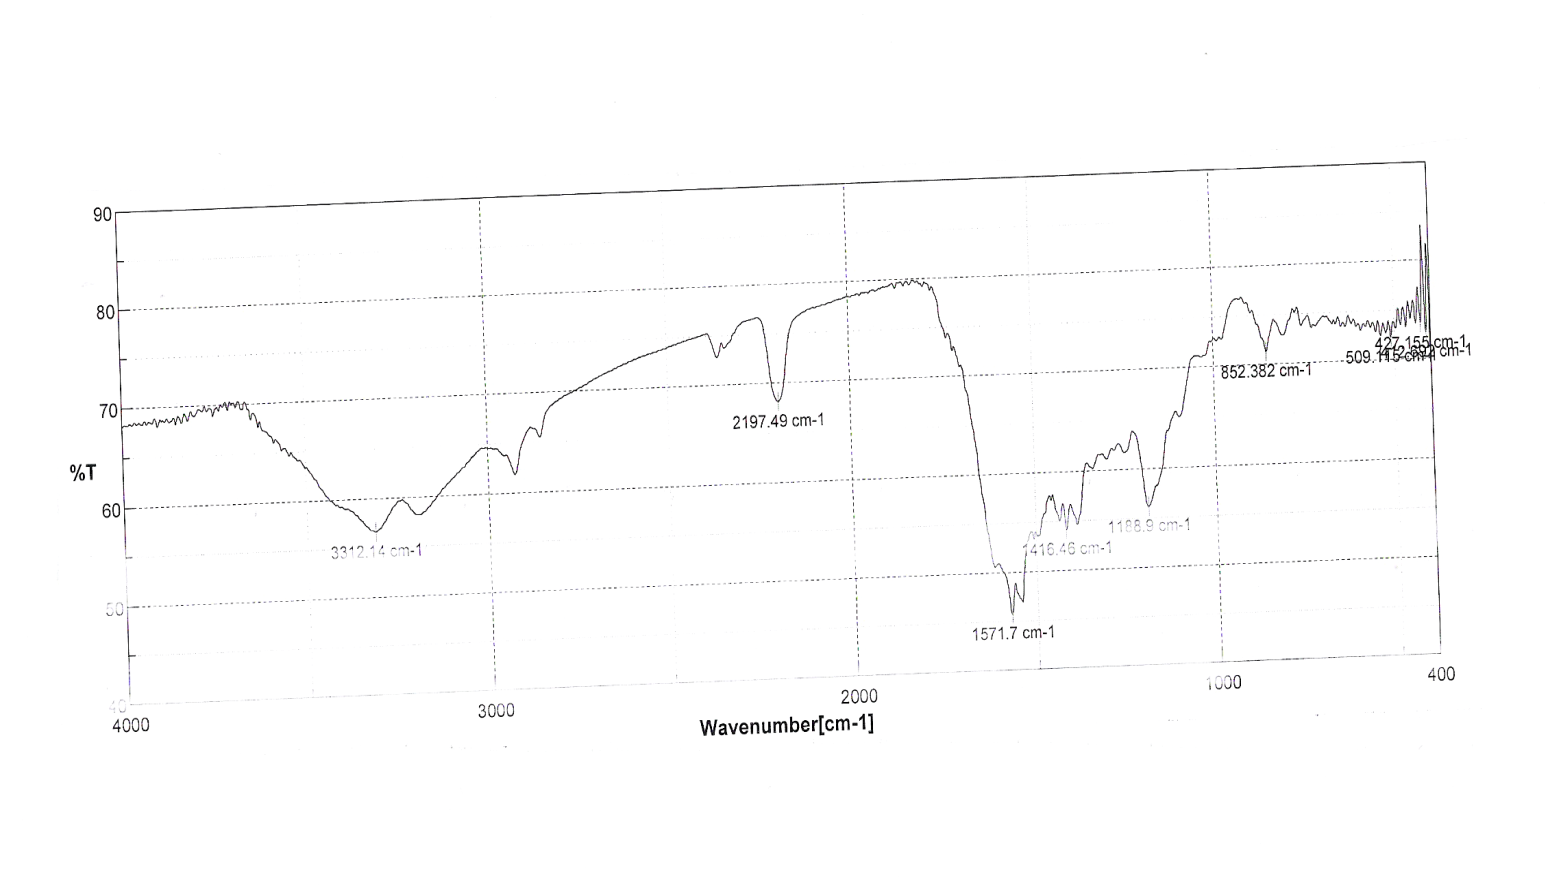 90
80
70
%T
60
50
40
4000
3000
2000
1000
400
Wavenumber[cm-1]
3312.14 cm-1
2197.49 cm-1
1571.7 cm-1
1416.46 cm-1
1188.9 cm-1
852.382 cm-1
509.115 cm-1
427.155 cm-1
cm-1